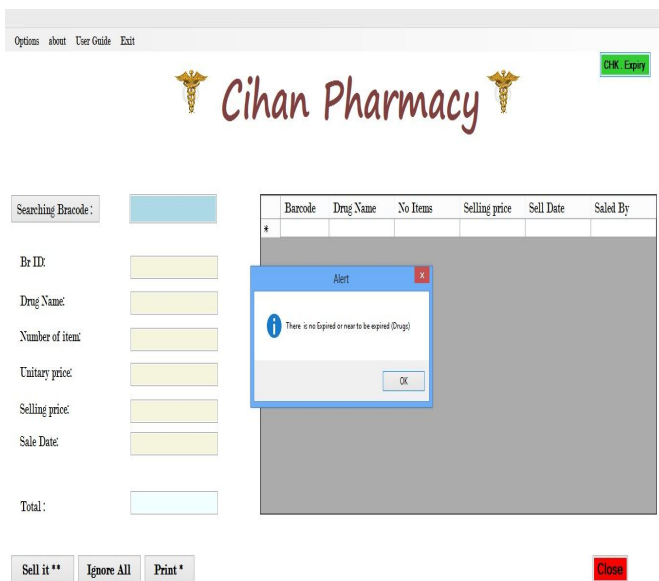 Options about User Guide Exit
CHK . Expiry
Cihan Pharmacy
Searching Bracode :
Barcode Drug Name No Items Selling price Sell Date Saled By
*
Br ID:
Drug Name:
Number of item:
Unitary price:
Selling price:
Sale Date:
Total :
Alert
x
There is no Expired or near to be expired (Drugs)
OK
Sell it ** Ignore All Print *
Close